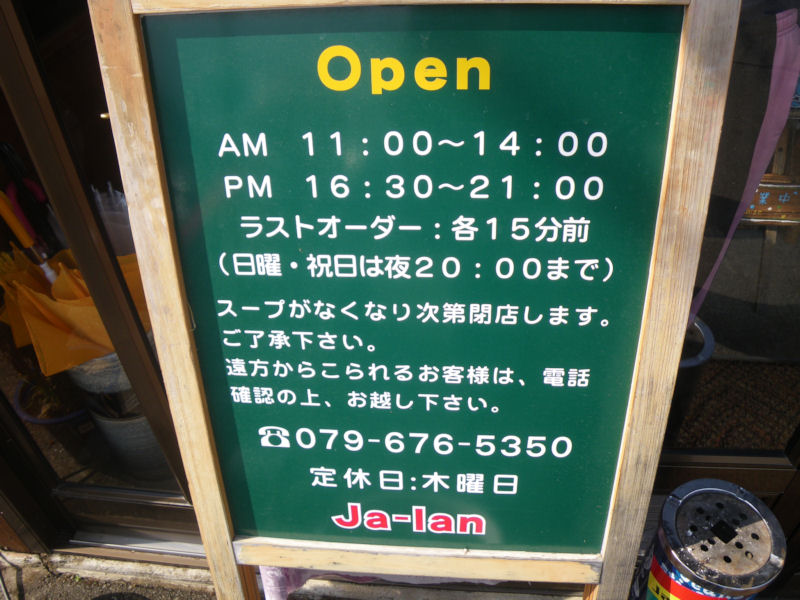 Open
AM 11：00～14：00
PM 16：30～21：00
ラストオーダー：各15分前
（日曜・祝日は夜20：00まで）
スープがなくなり次第閉店します。
ご了承下さい。
遠方からこられるお客様は、電話
確認の上、お越し下さい。
☎079-676-5350
定休日:木曜日
Ja-lan
業中